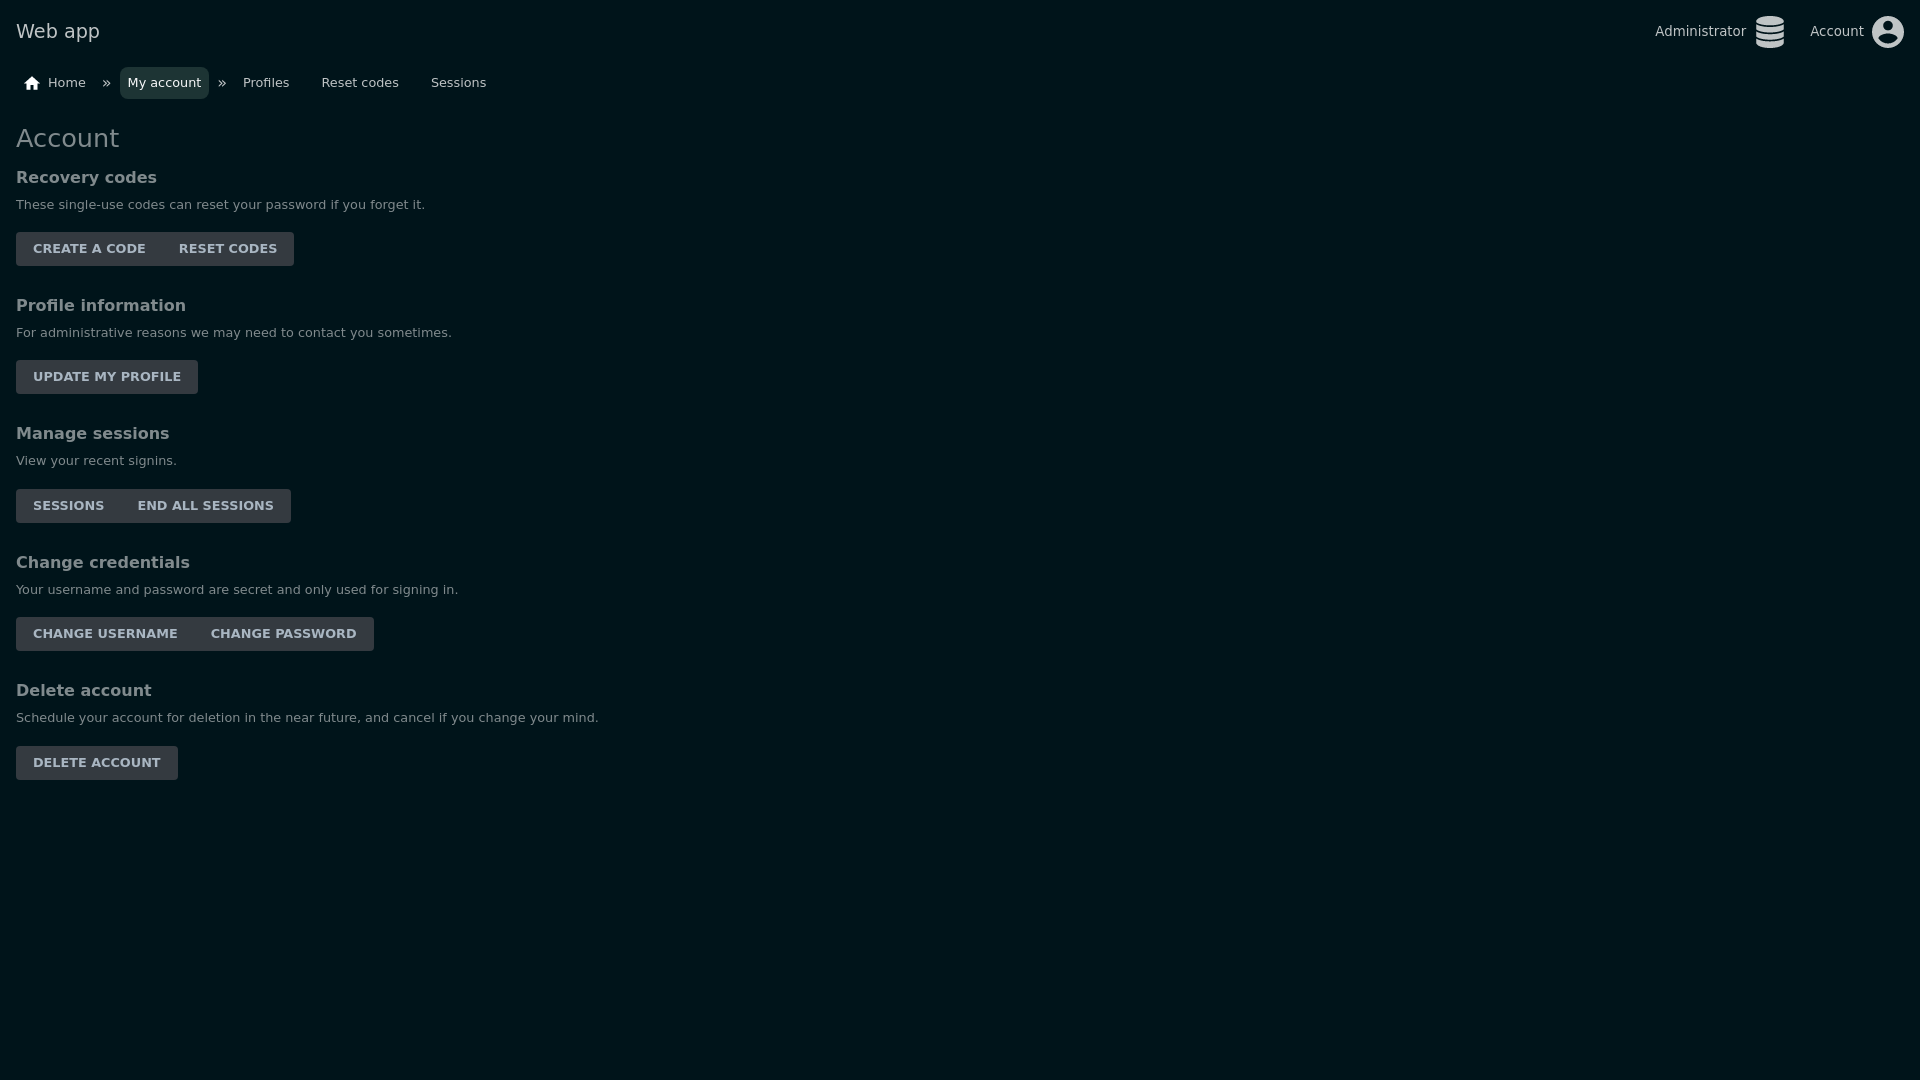 Web app
Administrator
Account
Home » My account » Profiles Reset codes Sessions
Account
Recovery codes
These single-use codes can reset your password if you forget it.
CREATE A CODE RESET CODES
Profile information
For administrative reasons we may need to contact you sometimes.
UPDATE MY PROFILE
Manage sessions
View your recent signins.
SESSIONS END ALL SESSIONS
Change credentials
Your username and password are secret and only used for signing in.
CHANGE USERNAME CHANGE PASSWORD
Delete account
Schedule your account for deletion in the near future, and cancel if you change your mind.
DELETE ACCOUNT